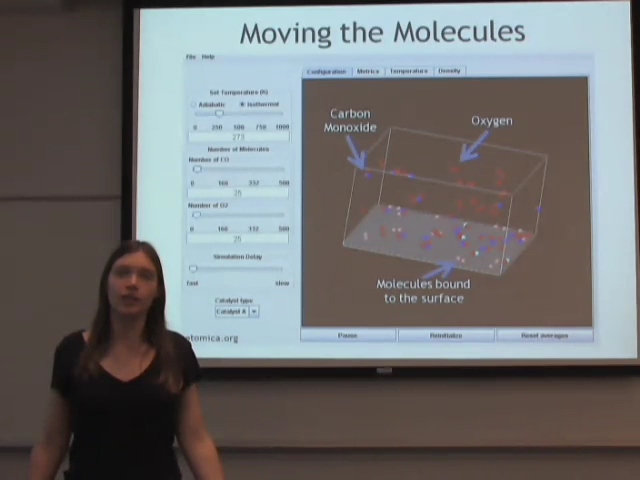 Moving the Molecules
File Help
Configuration Metrics Temperature Density
Set Temperature (K)
Adiabatic Isothermal
0 250 500 750 1000
273
Number of Molecules
Number of CO
0 166 332 500
25
Number of O2
0 166 332 500
25
Simulation Delay
fast slow
Catalyst type
Catalyst A
etomica.org
Carbon
Monoxide
Oxygen
Molecules bound
to the surface
Pause Reinitialize Reset averages